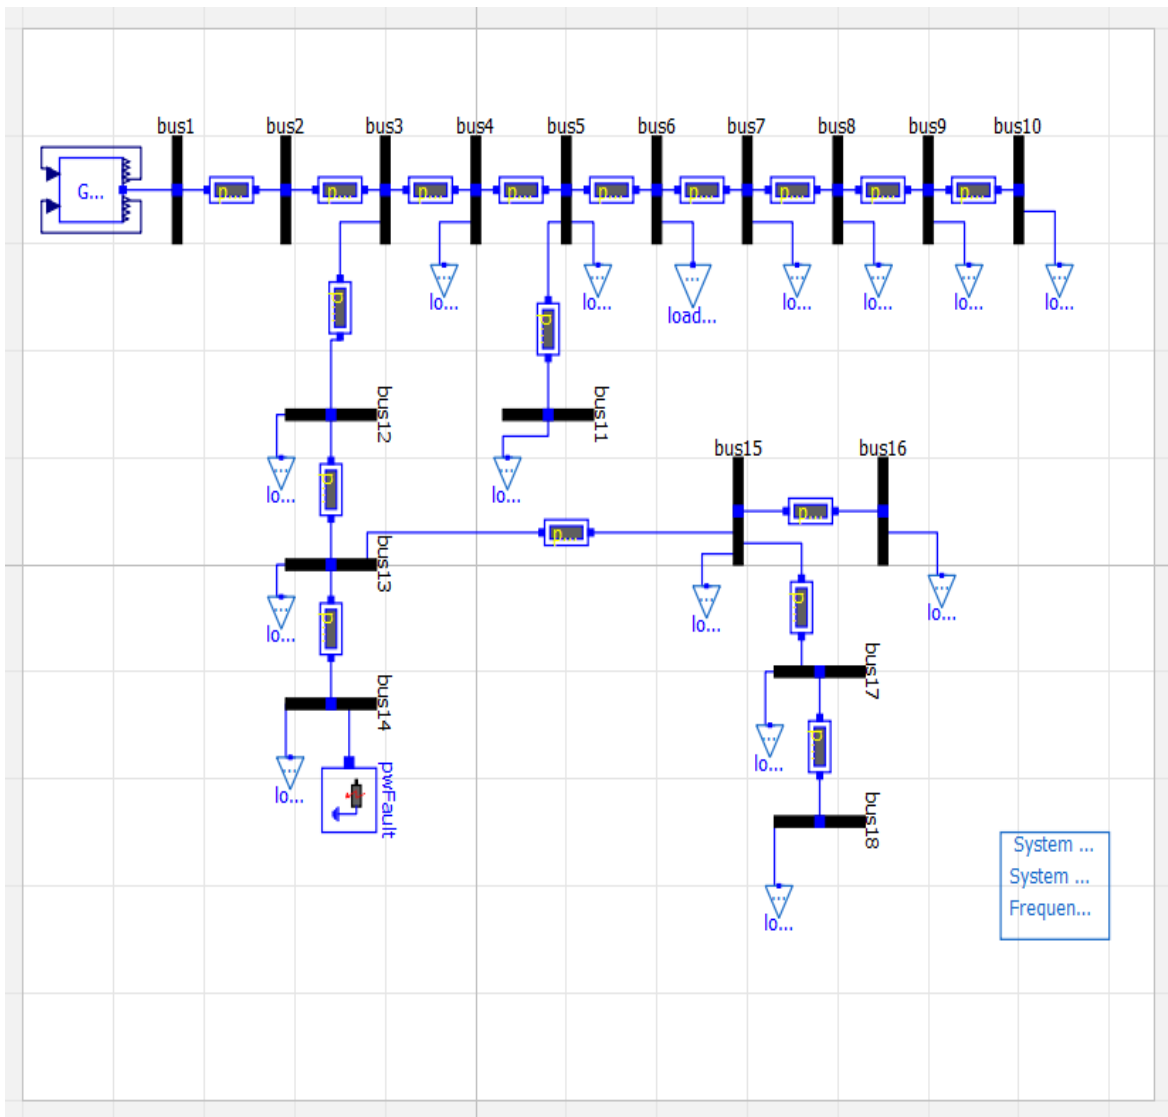 bus1
bus2
bus3
bus4
bus5
bus6
bus7
bus8
bus9
bus10
G...
p...
p...
p...
p...
p...
p...
p...
p...
p...
lo...
lo...
load...
lo...
lo...
lo...
lo...
p...
p...
bus12
bus11
lo...
lo...
bus15
bus16
p...
p...
p...
bus13
lo...
lo...
lo...
p...
p...
bus14
bus17
lo...
lo...
p...
pwFault
bus18
lo...
System ...
System ...
Frequen...